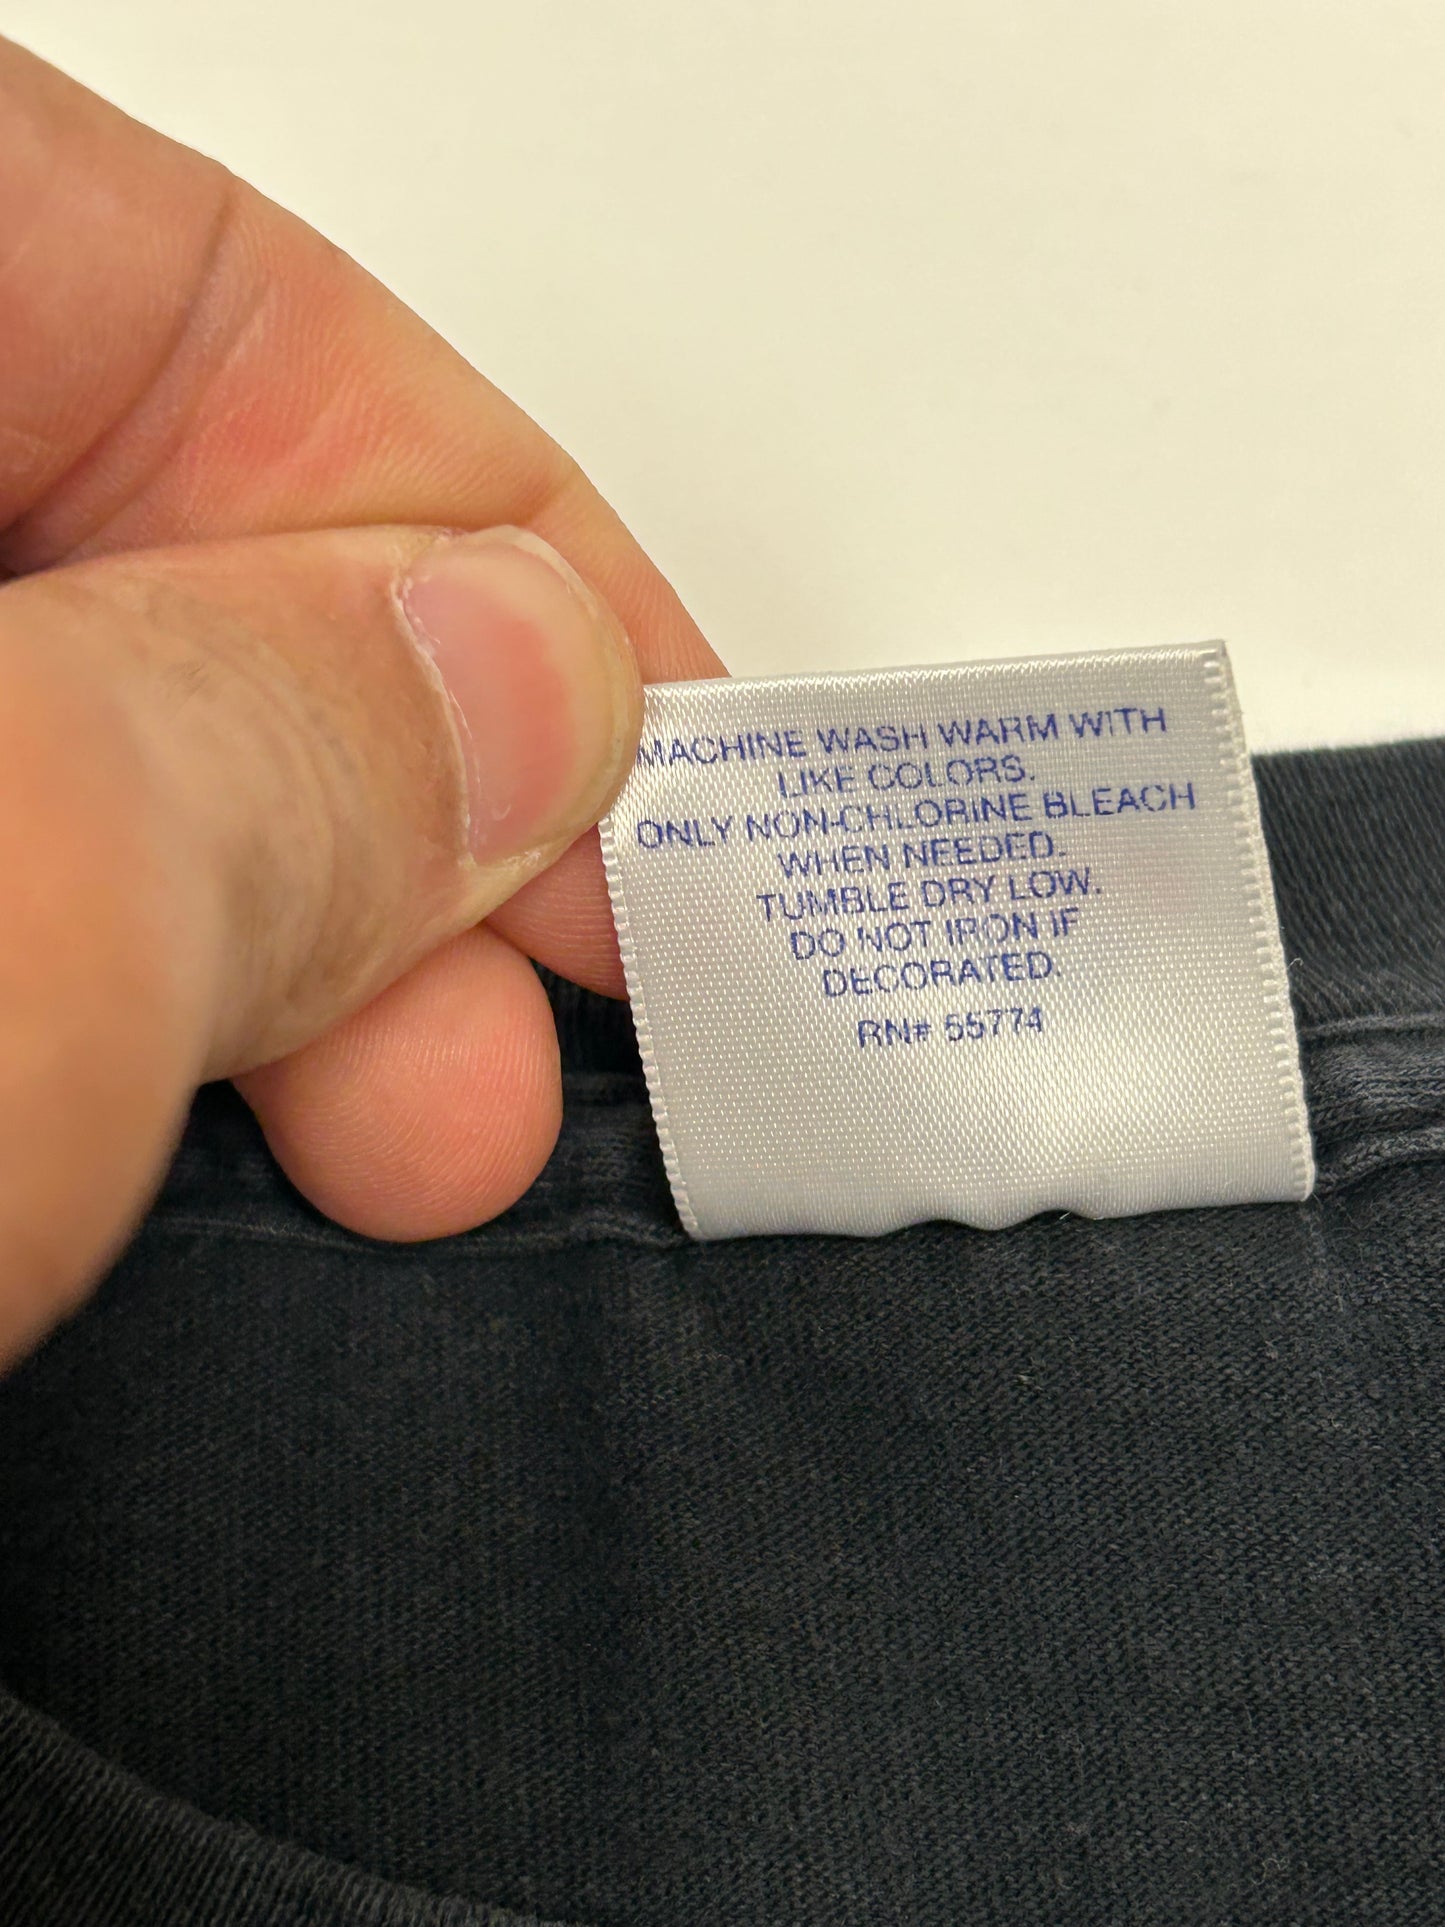 MACHINE WASH WARM WITH
LIKE COLORS.
ONLY NON-CHLORINE BLEACH
WHEN NEEDED.
TUMBLE DRY LOW.
DO NOT IRON IF
DECORATED.
RN# 55774